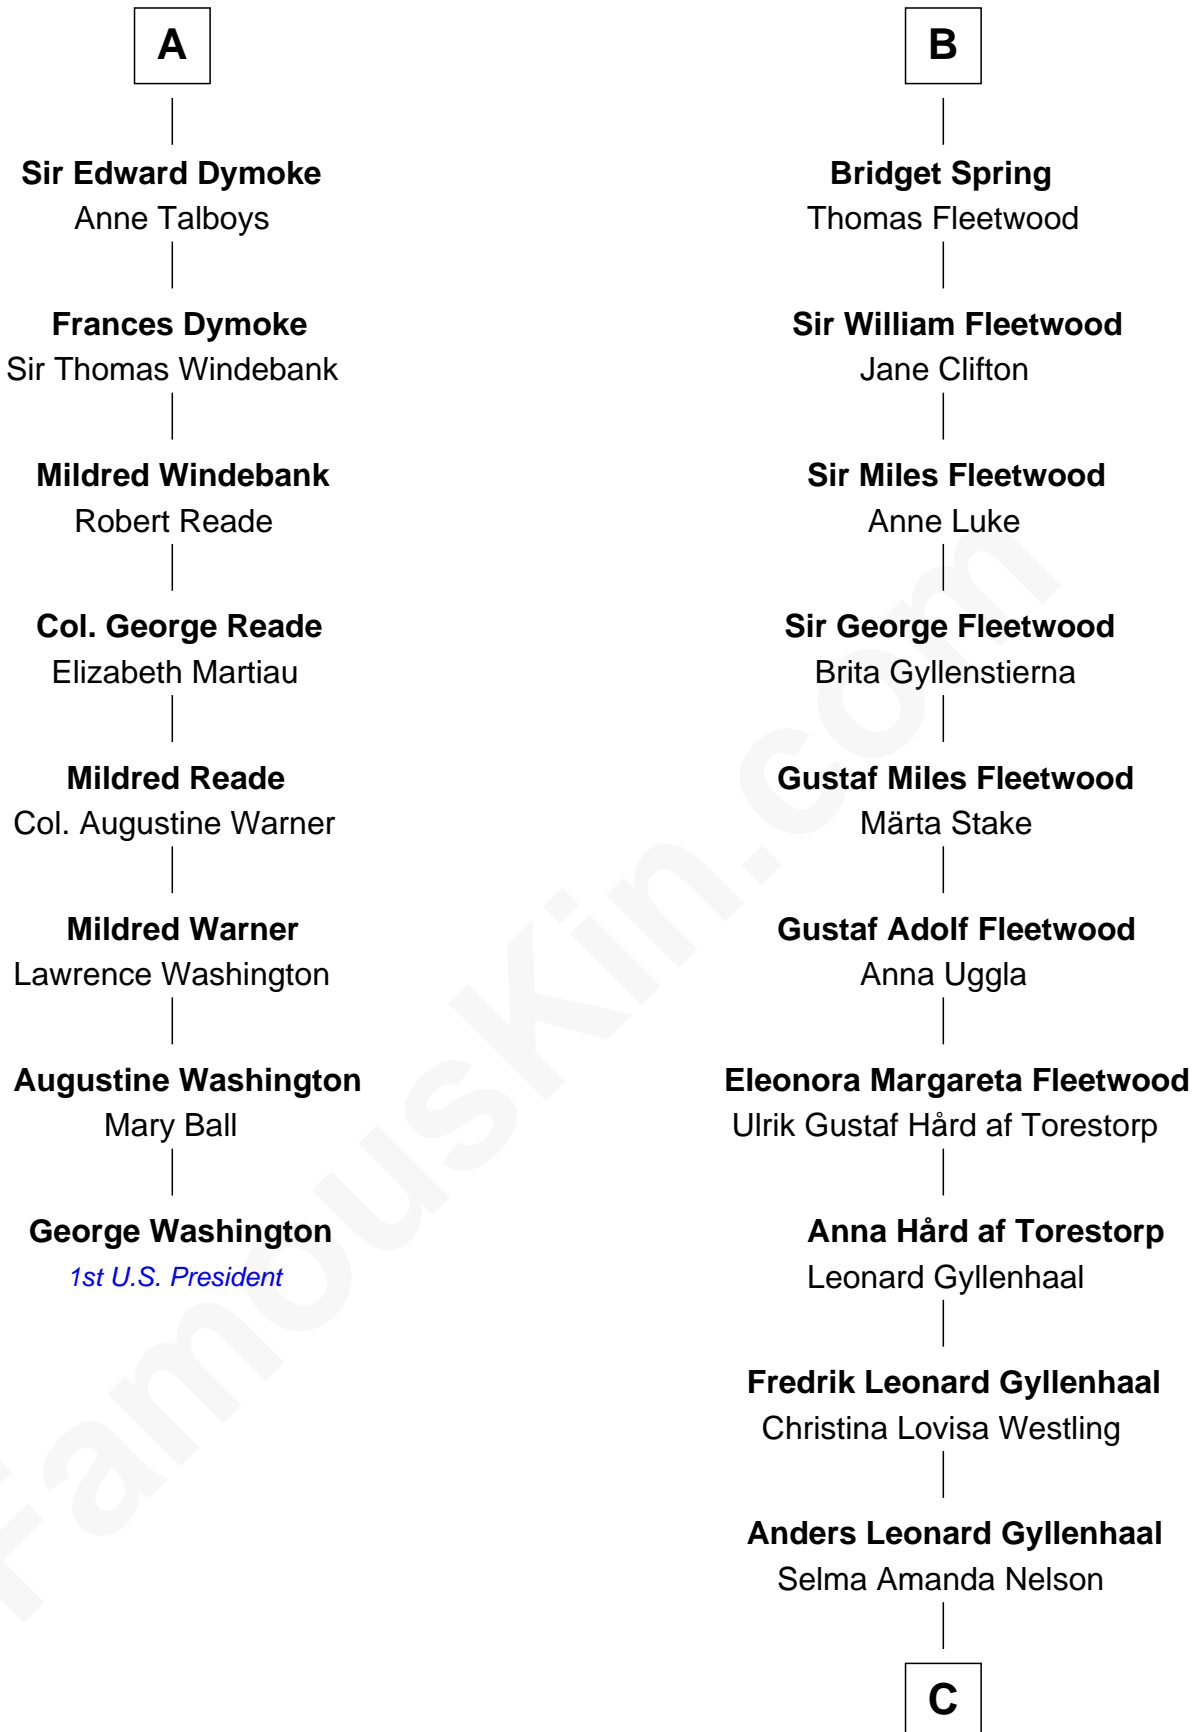 A
Sir Edward Dymoke
Anne Talboys
Frances Dymoke
Sir Thomas Windebank
Mildred Windebank
Robert Reade
Col. George Reade
Elizabeth Martiau
Mildred Reade
Col. Augustine Warner
Mildred Warner
Lawrence Washington
Augustine Washington
Mary Ball
George Washington
1st U.S. President
B
Bridget Spring
Thomas Fleetwood
Sir William Fleetwood
Jane Clifton
Sir Miles Fleetwood
Anne Luke
Sir George Fleetwood
Brita Gyllenstierna
Gustaf Miles Fleetwood
Märta Stake
Gustaf Adolf Fleetwood
Anna Uggla
Eleonora Margareta Fleetwood
Ulrik Gustaf Hård af Torestorp
Anna Hård af Torestorp
Leonard Gyllenhaal
Fredrik Leonard Gyllenhaal
Christina Lovisa Westling
Anders Leonard Gyllenhaal
Selma Amanda Nelson
C
FamousKin.com